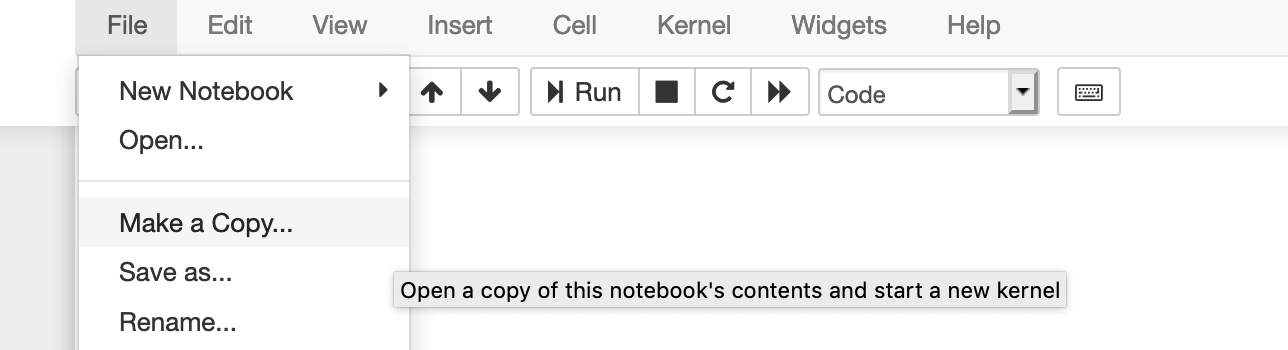 File Edit View Insert Cell Kernel Widgets Help
New Notebook
Run
Code
Open...
Make a Copy...
Save as...
Open a copy of this notebook's contents and start a new kernel
Rename...